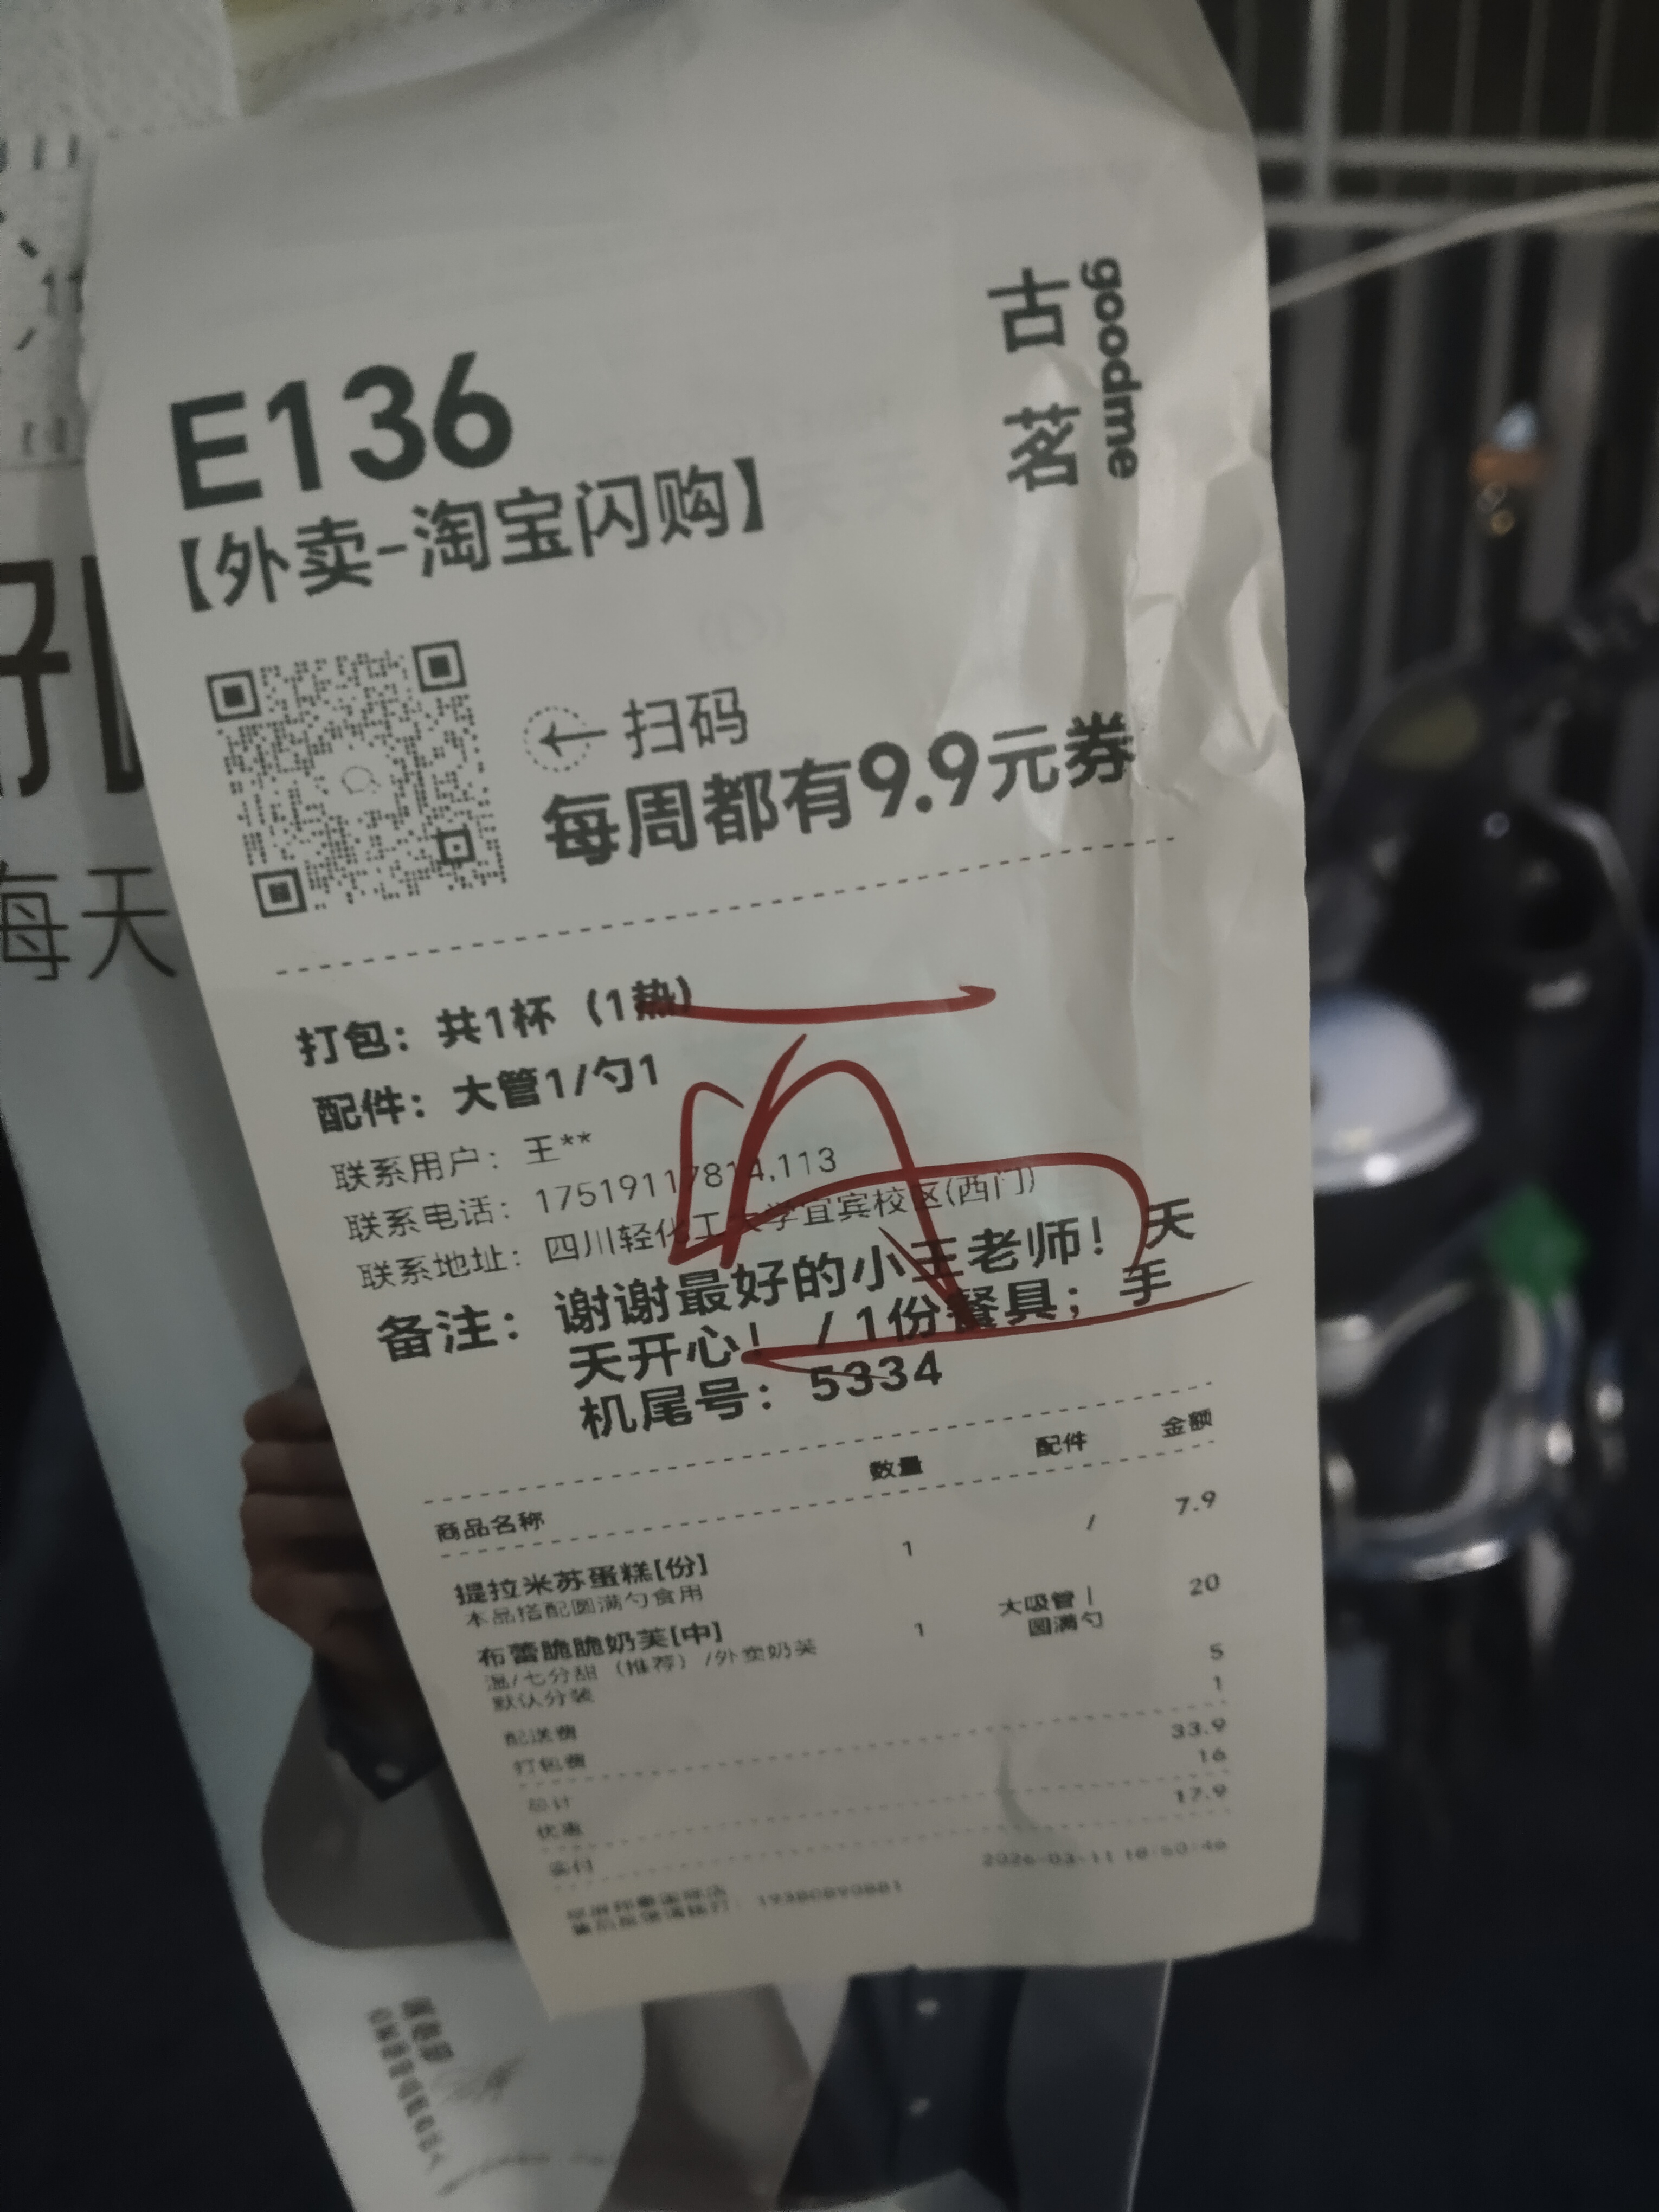 古茗
goodme
E136
【外卖-淘宝闪购】
扫码
每周都有9.9元券
打包：共1杯（1热）
配件：大管1/勺1
联系用户：王**
联系电话：17519117814,113
联系地址：四川轻化工大学宜宾校区(西门)
备注：谢谢最好的小王老师！天
天开心！ / 1份餐具；手
机尾号：5334
商品名称 数量 配件 金额
提拉米苏蛋糕[份] 1 / 7.9
本品搭配圆满勺食用
布蕾脆脆奶芙[中] 1 大吸管 | 20
圆满勺
温/七分甜（推荐）/外卖奶芙
默认分装
配送费 5
打包费 1
总计 33.9
优惠 16
实付 17.9
海天